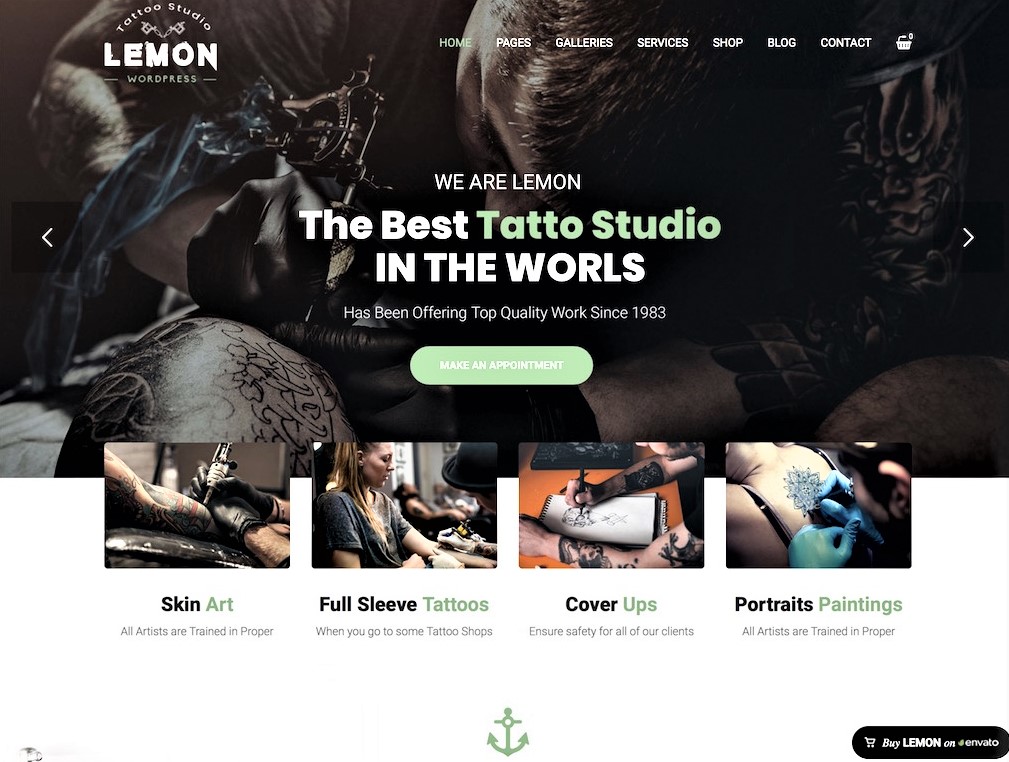 Tattoo Studio
LEMON
WORDPRESS
HOME PAGES GALLERIES SERVICES SHOP BLOG CONTACT 0
WE ARE LEMON
The Best Tatto Studio
IN THE WORLS
Has Been Offering Top Quality Work Since 1983
MAKE AN APPOINTMENT
Skin Art
All Artists are Trained in Proper
Full Sleeve Tattoos
When you go to some Tattoo Shops
Cover Ups
Ensure safety for all of our clients
Portraits Paintings
All Artists are Trained in Proper
Buy LEMON on envato